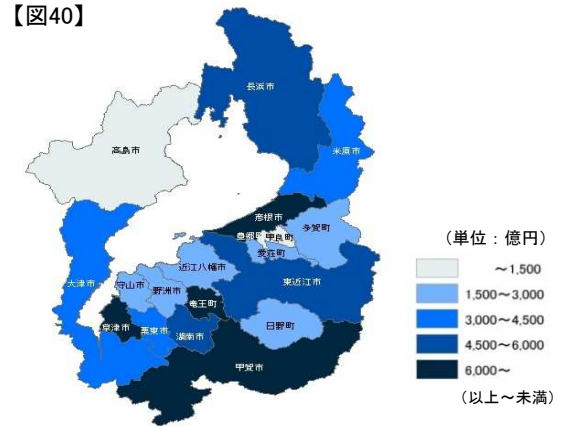 【図40】
長浜市
高島市
米原市
彦根市
多賀町
豊郷町
甲良町
愛荘町
近江八幡市
東近江市
大津市
守山市
野洲市
竜王町
日野町
草津市
栗東市
湖南市
甲賀市
(単位:億円)
~1,500
1,500~3,000
3,000~4,500
4,500~6,000
6,000~
(以上~未満)